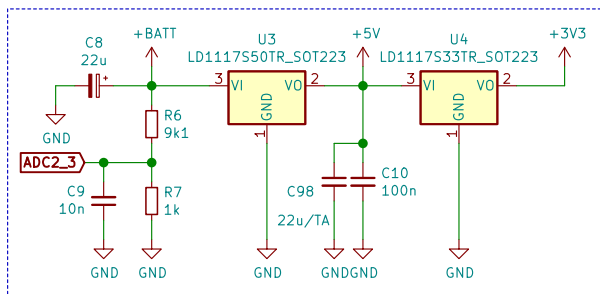 +BATT
U3
+5V
U4
+3V3
C8
22u
LD1117S50TR_SOT223
LD1117S33TR_SOT223
+
3
VI
VO
2
3
VI
VO
2
GND
GND
1
1
GND
R6
9k1
ADC2_3
C9
10n
R7
1k
C98
22u/TA
C10
100n
GND
GND
GND
GND
GND
GND